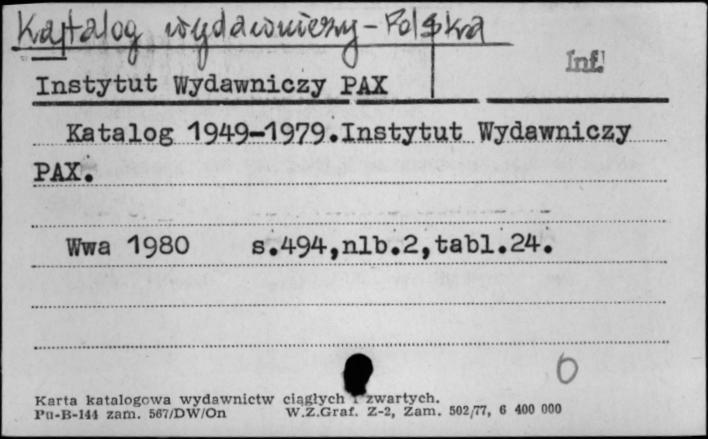 Katalog wydawniczy - Polska
Inf.
Instytut Wydawniczy PAX
Katalog 1949-1979.Instytut Wydawniczy
PAX.
Wwa 1980 s.494,nlb.2,tabl.24.
0
Karta katalogowa wydawnictw ciągłych i zwartych.
Pu-B-144 zam. 567/DW/On W.Z.Graf. Z-2, Zam. 502/77, 6 400 000